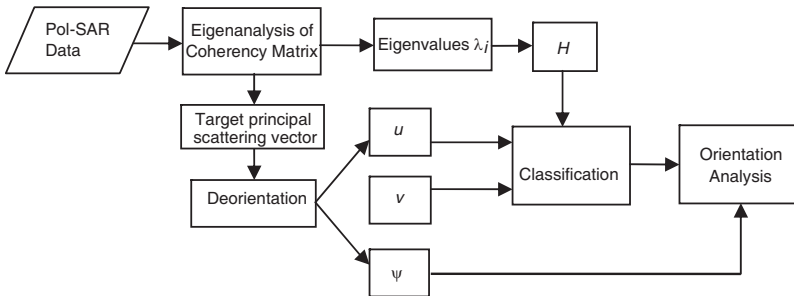 Pol-SAR
Data
Eigenanalysis of
Coherency Matrix
Eigenvalues λi
H
Target principal
scattering vector
u
Classification
Orientation
Analysis
Deorientation
v
ψ